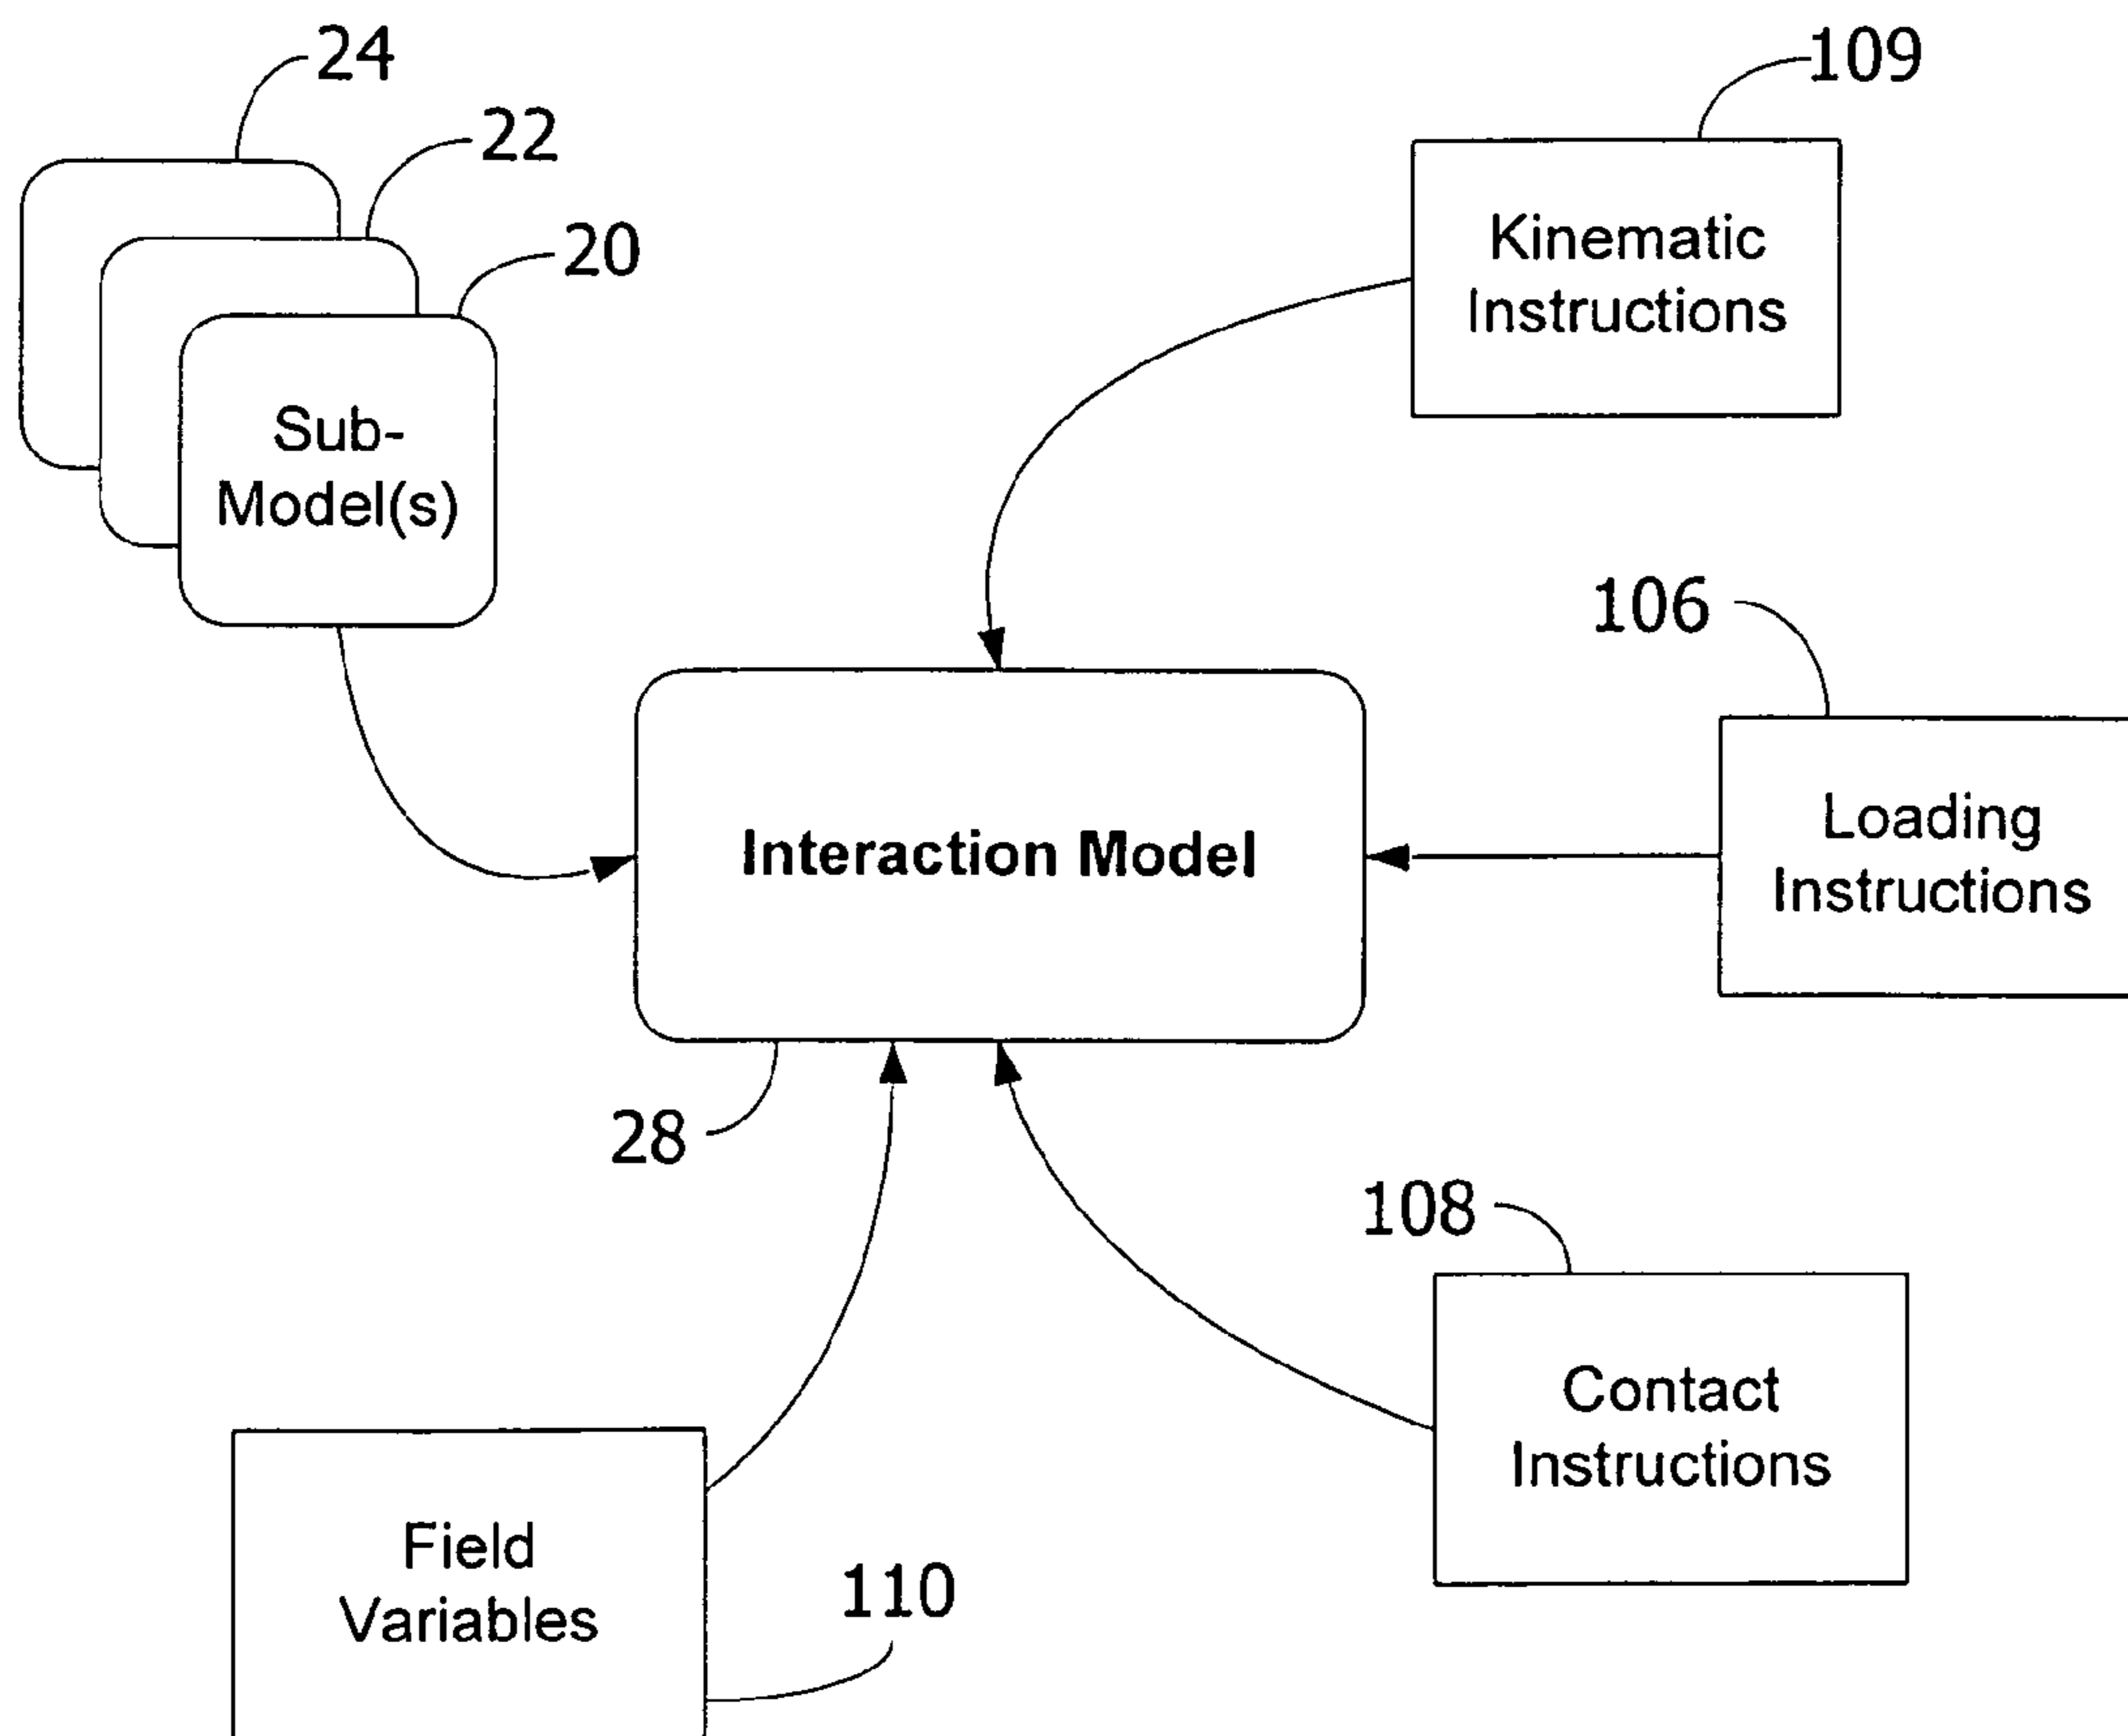 24
109
22
20
Kinematic
Instructions
Sub-
Model(s)
106
Interaction Model
Loading
Instructions
28
108
Contact
Instructions
Field
Variables
110